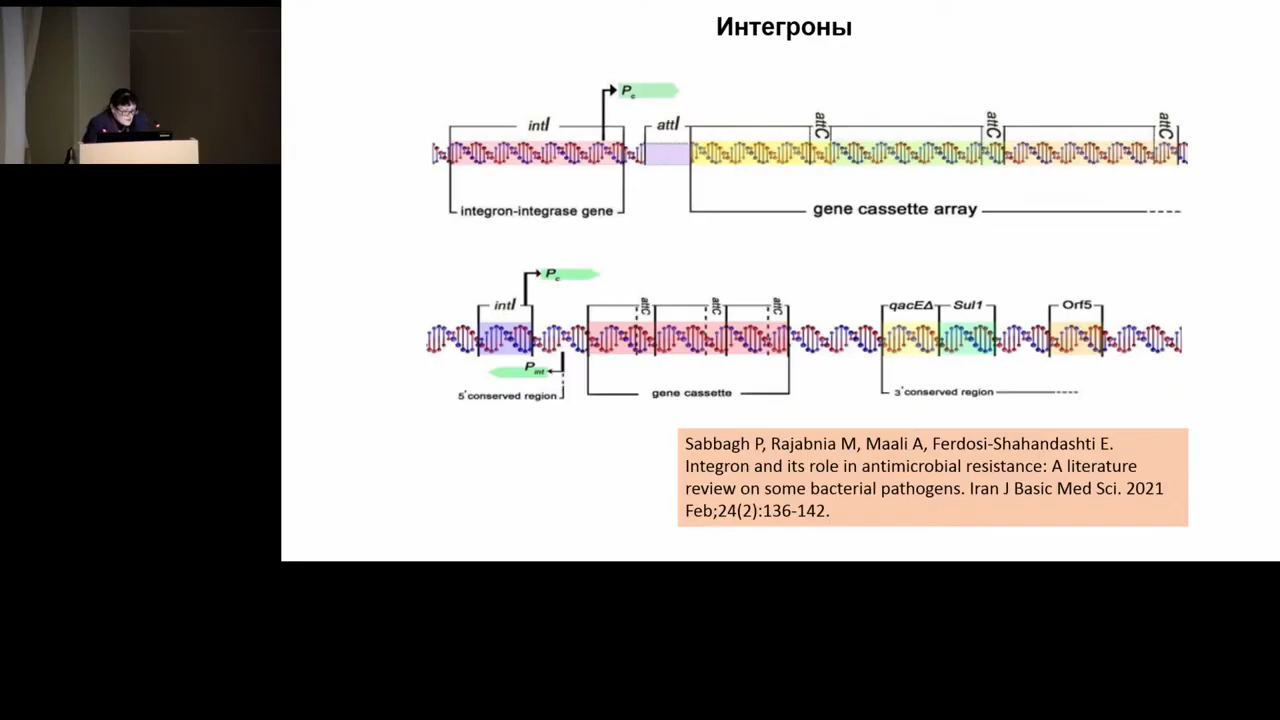 Интегроны
Pc
intI
attI
attC
attC
attC
integron-integrase gene
gene cassette array
Pc
intI
attC
attC
attC
qacEΔ
Sul1
Orf5
Pint
5'conserved region
gene cassette
3'conserved region
Sabbagh P, Rajabnia M, Maali A, Ferdosi-Shahandashti E.
Integron and its role in antimicrobial resistance: A literature
review on some bacterial pathogens. Iran J Basic Med Sci. 2021
Feb;24(2):136-142.